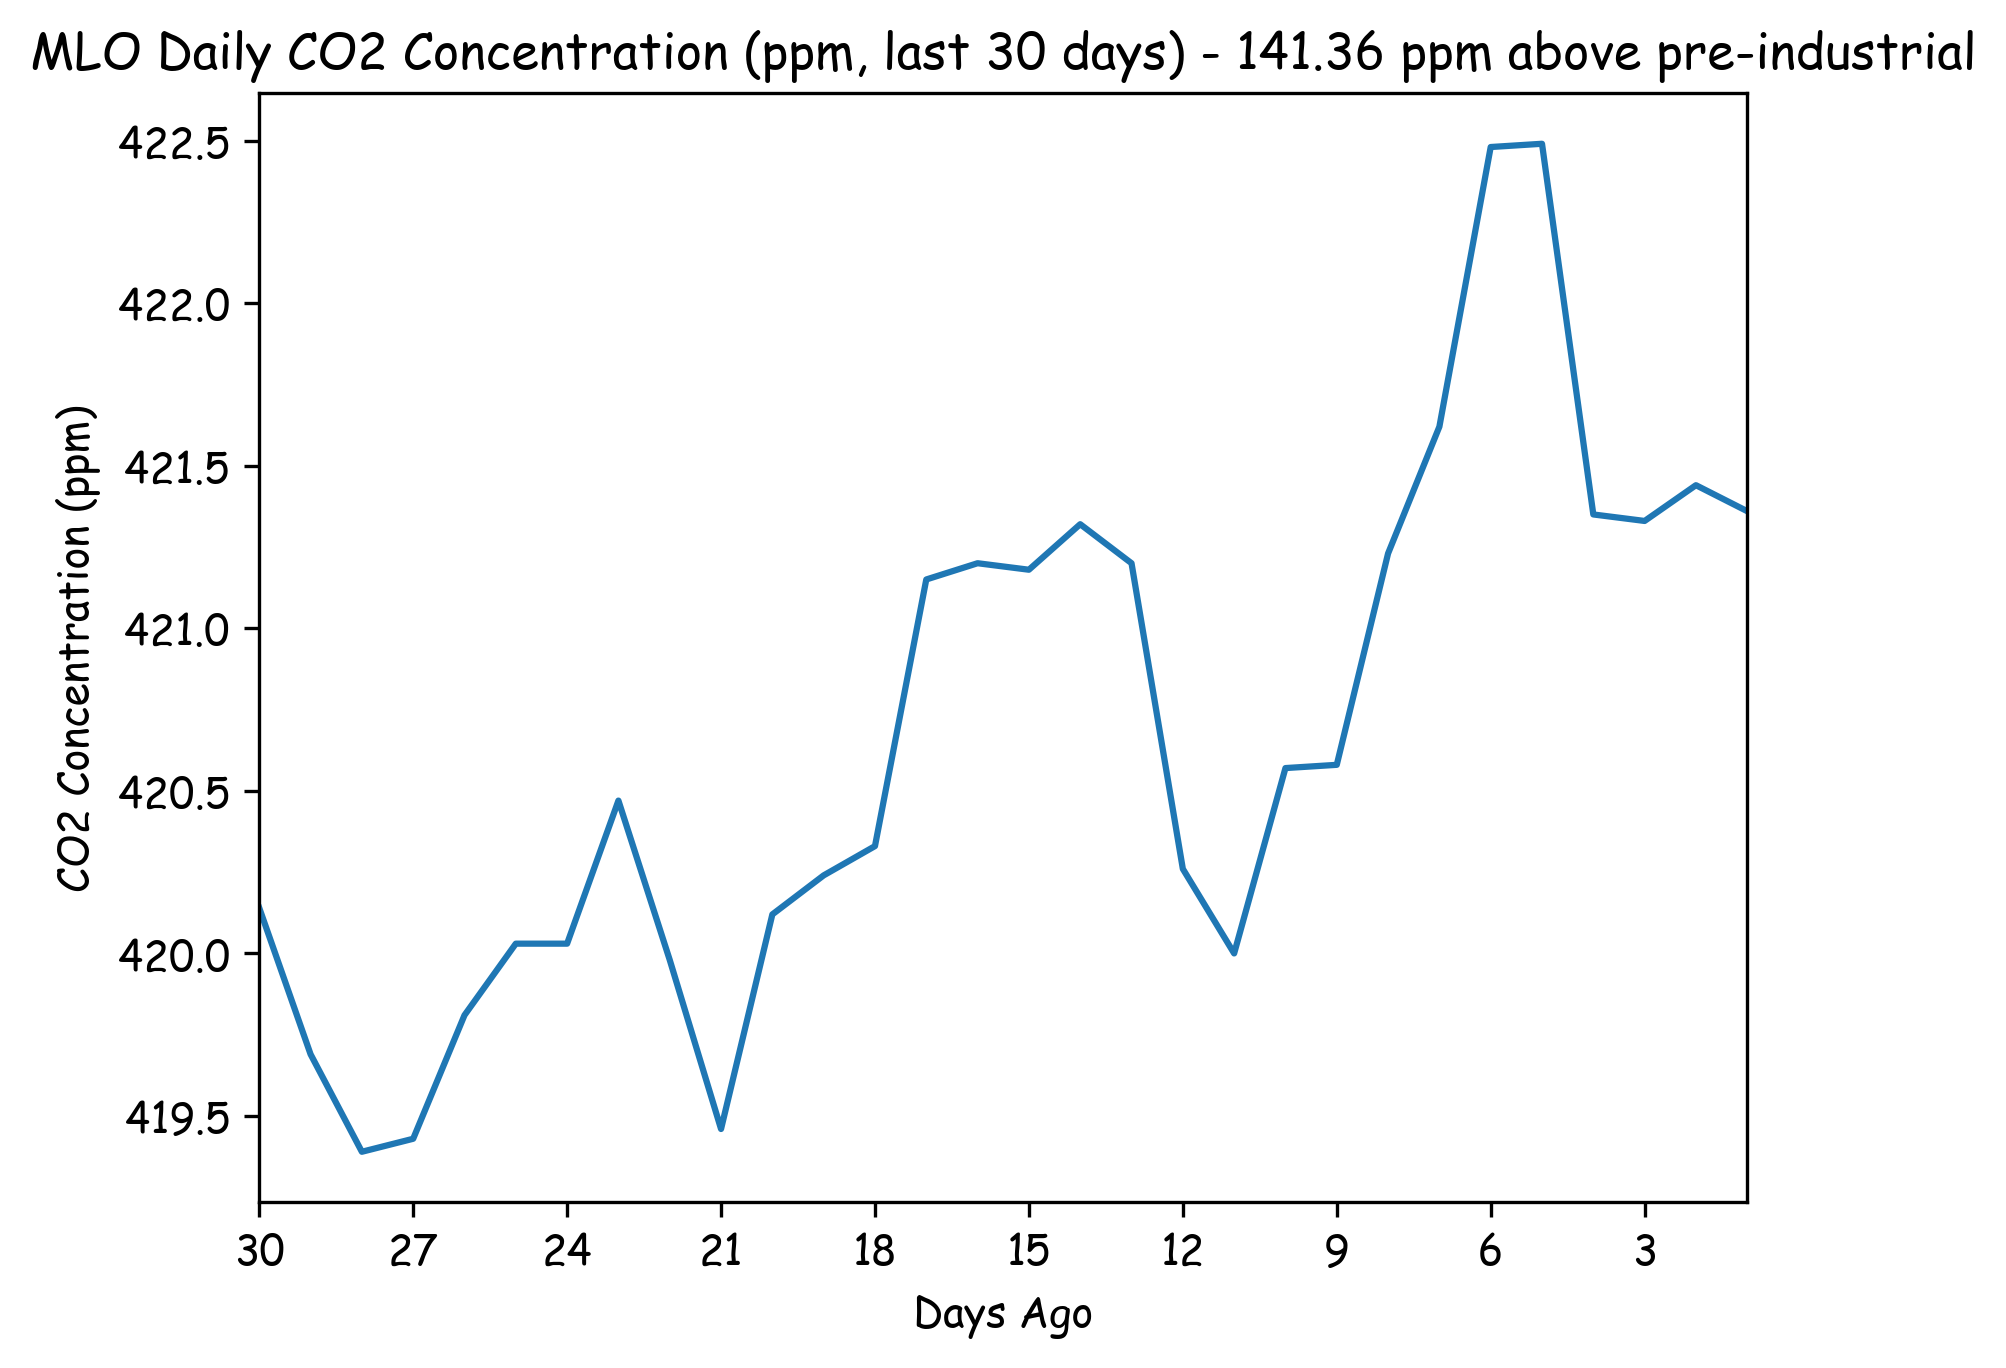 MLO Daily CO2 Concentration (ppm, last 30 days) - 141.36 ppm above pre-industrial
422.5
422.0
421.5
421.0
420.5
420.0
419.5
CO2 Concentration (ppm)
30 27 24 21 18 15 12 9 6 3
Days Ago